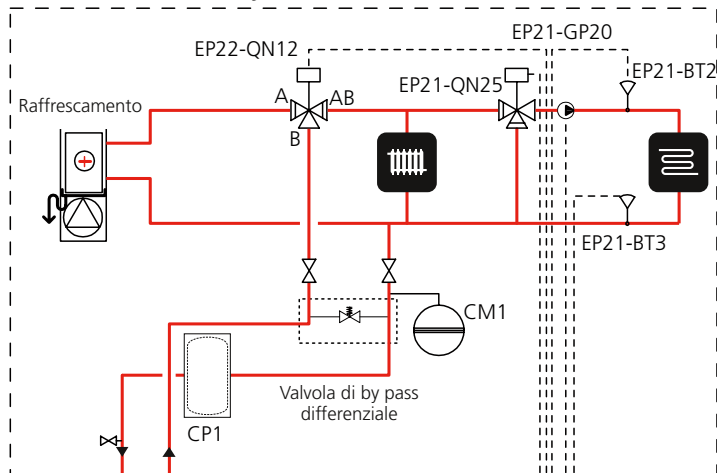 EP21-GP20
EP22-QN12
EP21-BT2
EP21-QN25
A
AB
Raffrescamento
B
EP21-BT3
CM1
Valvola di by pass
differenziale
CP1